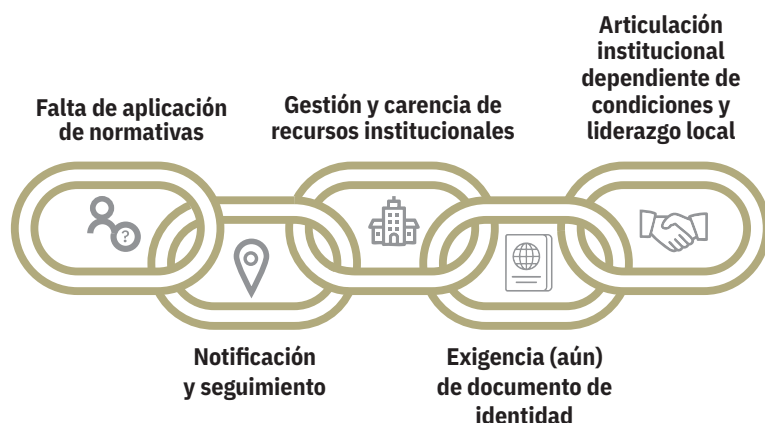 Falta de aplicación
de normativas
Notificación
y seguimiento
Gestión y carencia de
recursos institucionales
Exigencia (aún)
de documento de
identidad
Articulación
institucional
dependiente de
condiciones y
liderazgo local
?